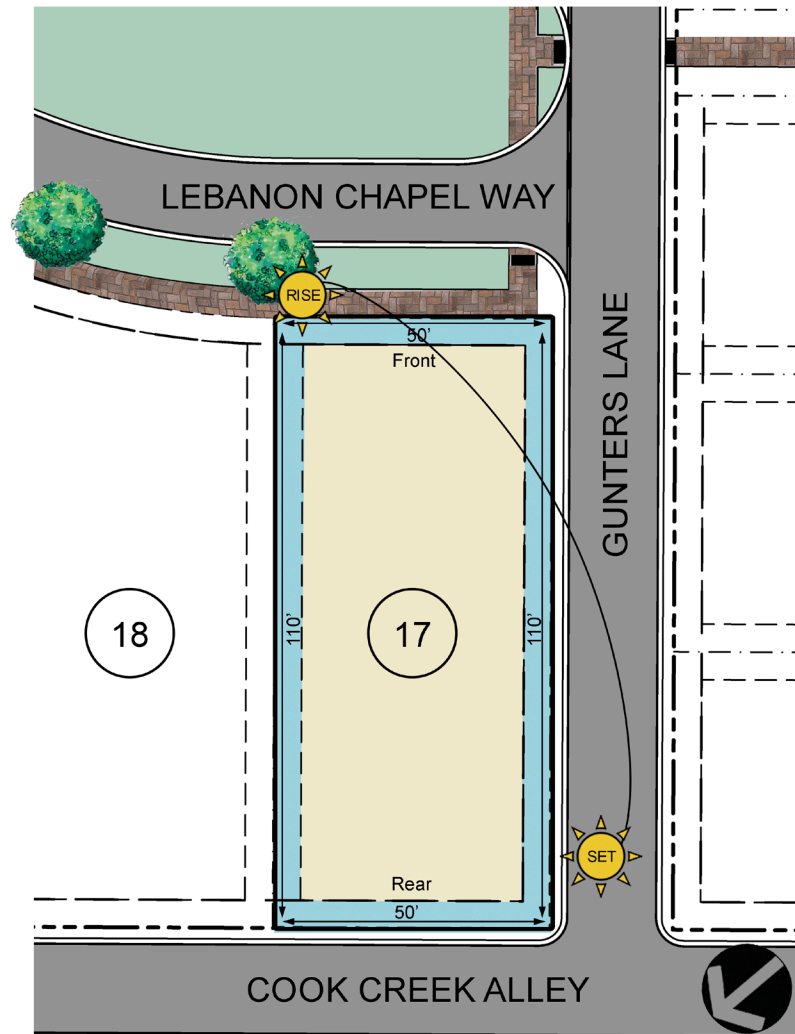 LEBANON CHAPEL WAY
RISE
50'
Front
GUNTERS LANE
110'
110'
18
17
SET
Rear
50'
COOK CREEK ALLEY